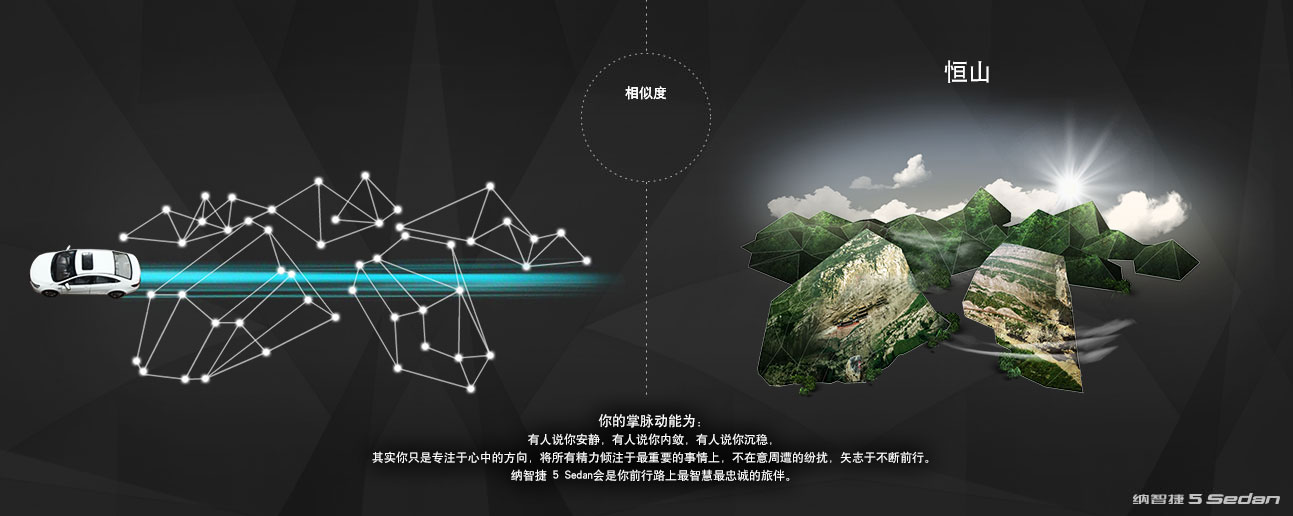 相似度
恒山
你的掌脉动能为：
有人说你安静，有人说你内敛，有人说你沉稳，
其实你只是专注于心中的方向，将所有精力倾注于最重要的事情上，不在意周遭的纷扰，矢志于不断前行。
纳智捷 5 Sedan会是你前行路上最智慧最忠诚的旅伴。
纳智捷 5 Sedan